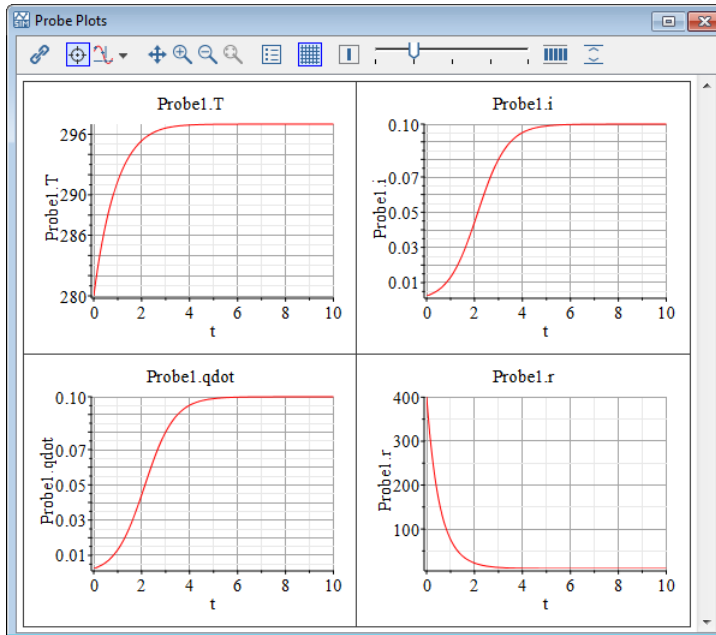 Probe Plots
Probe1.T
296
290
286
280
Probe1.T
0 2 4 6 8 10
t
Probe1.i
0.10
0.07
0.05
0.03
0.01
Probe1.i
0 2 4 6 8 10
t
Probe1.qdot
0.10
0.07
0.05
0.03
0.01
Probe1.qdot
0 2 4 6 8 10
t
Probe1.r
400
300
200
100
Probe1.r
0 2 4 6 8 10
t